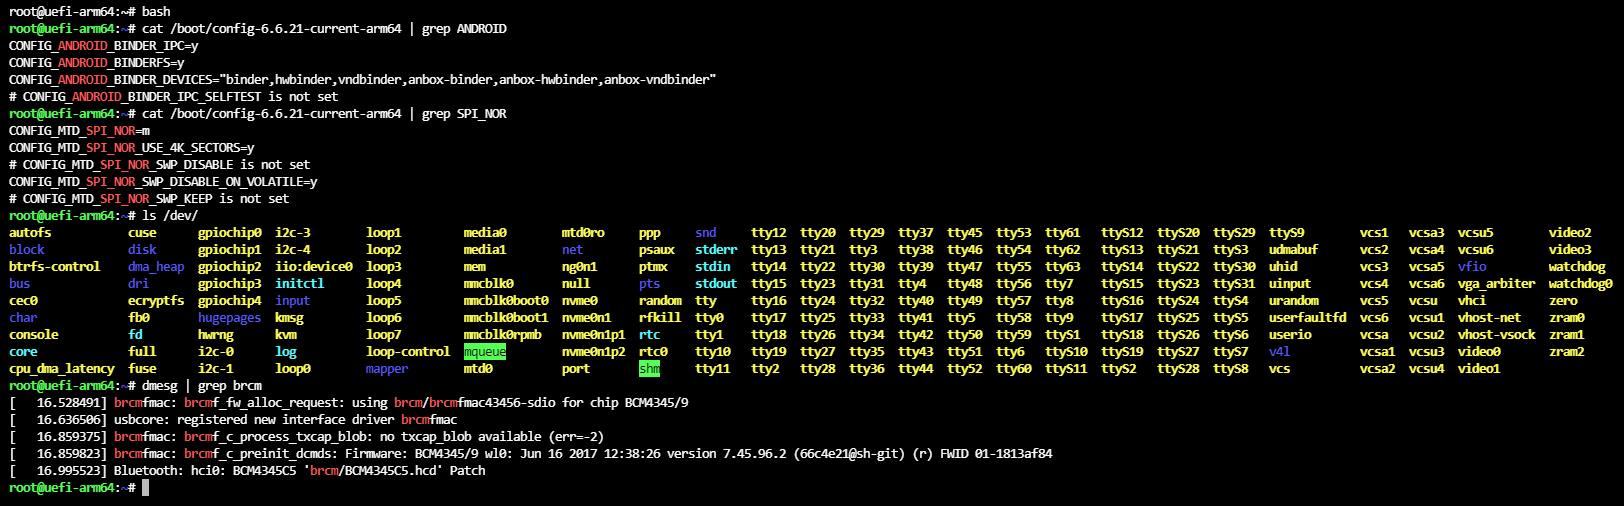 root@uefi-arm64:~# bash
root@uefi-arm64:~# cat /boot/config-6.6.21-current-arm64 | grep ANDROID
CONFIG_ANDROID_BINDER_IPC=y
CONFIG_ANDROID_BINDERFS=y
CONFIG_ANDROID_BINDER_DEVICES="binder,hwbinder,vndbinder,anbox-binder,anbox-hwbinder,anbox-vndbinder"
# CONFIG_ANDROID_BINDER_IPC_SELFTEST is not set
root@uefi-arm64:~# cat /boot/config-6.6.21-current-arm64 | grep SPI_NOR
CONFIG_MTD_SPI_NOR=m
CONFIG_MTD_SPI_NOR_USE_4K_SECTORS=y
# CONFIG_MTD_SPI_NOR_SWP_DISABLE is not set
CONFIG_MTD_SPI_NOR_SWP_DISABLE_ON_VOLATILE=y
# CONFIG_MTD_SPI_NOR_SWP_KEEP is not set
root@uefi-arm64:~# ls /dev/
autofs cuse gpiochip0 i2c-3 loop1 media0 mtd0ro ppp snd tty12 tty20 tty29 tty37 tty45 tty53 tty61 ttyS12 ttyS20 ttyS29 ttyS9 vcs1 vcsa3 vcsu5 video2
block disk gpiochip1 i2c-4 loop2 media1 net psaux stderr tty13 tty21 tty3 tty38 tty46 tty54 tty62 ttyS13 ttyS21 ttyS3 udmabuf vcs2 vcsa4 vcsu6 video3
btrfs-control dma_heap gpiochip2 iio:device0 loop3 mem ng0n1 ptmx stdin tty14 tty22 tty30 tty39 tty47 tty55 tty63 ttyS14 ttyS22 ttyS30 uhid vcs3 vcsa5 vfio watchdog
bus dri gpiochip3 initctl loop4 mmcblk0 null pts stdout tty15 tty23 tty31 tty4 tty48 tty56 tty7 ttyS15 ttyS23 ttyS31 uinput vcs4 vcsa6 vga_arbiter watchdog0
cec0 ecryptfs gpiochip4 input loop5 mmcblk0boot0 nvme0 random tty tty16 tty24 tty32 tty40 tty49 tty57 tty8 ttyS16 ttyS24 ttyS4 urandom vcs5 vcsu vhci zero
char fb0 hugepages kmsg loop6 mmcblk0boot1 nvme0n1 rfkill tty0 tty17 tty25 tty33 tty41 tty5 tty58 tty9 ttyS17 ttyS25 ttyS5 userfaultfd vcs6 vcsu1 vhost-net zram0
console fd hwrng kvm loop7 mmcblk0rpmb nvme0n1p1 rtc tty1 tty18 tty26 tty34 tty42 tty50 tty59 ttyS1 ttyS18 ttyS26 ttyS6 userio vcsa vcsu2 vhost-vsock zram1
core full i2c-0 log loop-control mqueue nvme0n1p2 rtc0 tty10 tty19 tty27 tty35 tty43 tty51 tty6 ttyS10 ttyS19 ttyS27 ttyS7 v4l vcsa1 vcsu3 video0 zram2
cpu_dma_latency fuse i2c-1 loop0 mapper mtd0 port shm tty11 tty2 tty28 tty36 tty44 tty52 tty60 ttyS11 ttyS2 ttyS28 ttyS8 vcs vcsa2 vcsu4 video1
root@uefi-arm64:~# dmesg | grep brcm
[   16.528491] brcmfmac: brcmf_fw_alloc_request: using brcm/brcmfmac43456-sdio for chip BCM4345/9
[   16.636506] usbcore: registered new interface driver brcmfmac
[   16.859375] brcmfmac: brcmf_c_process_txcap_blob: no txcap_blob available (err=-2)
[   16.859823] brcmfmac: brcmf_c_preinit_dcmds: Firmware: BCM4345/9 wl0: Jun 16 2017 12:38:26 version 7.45.96.2 (66c4e21@sh-git) (r) FWID 01-1813af84
[   16.995523] Bluetooth: hci0: BCM4345C5 'brcm/BCM4345C5.hcd' Patch
root@uefi-arm64:~#